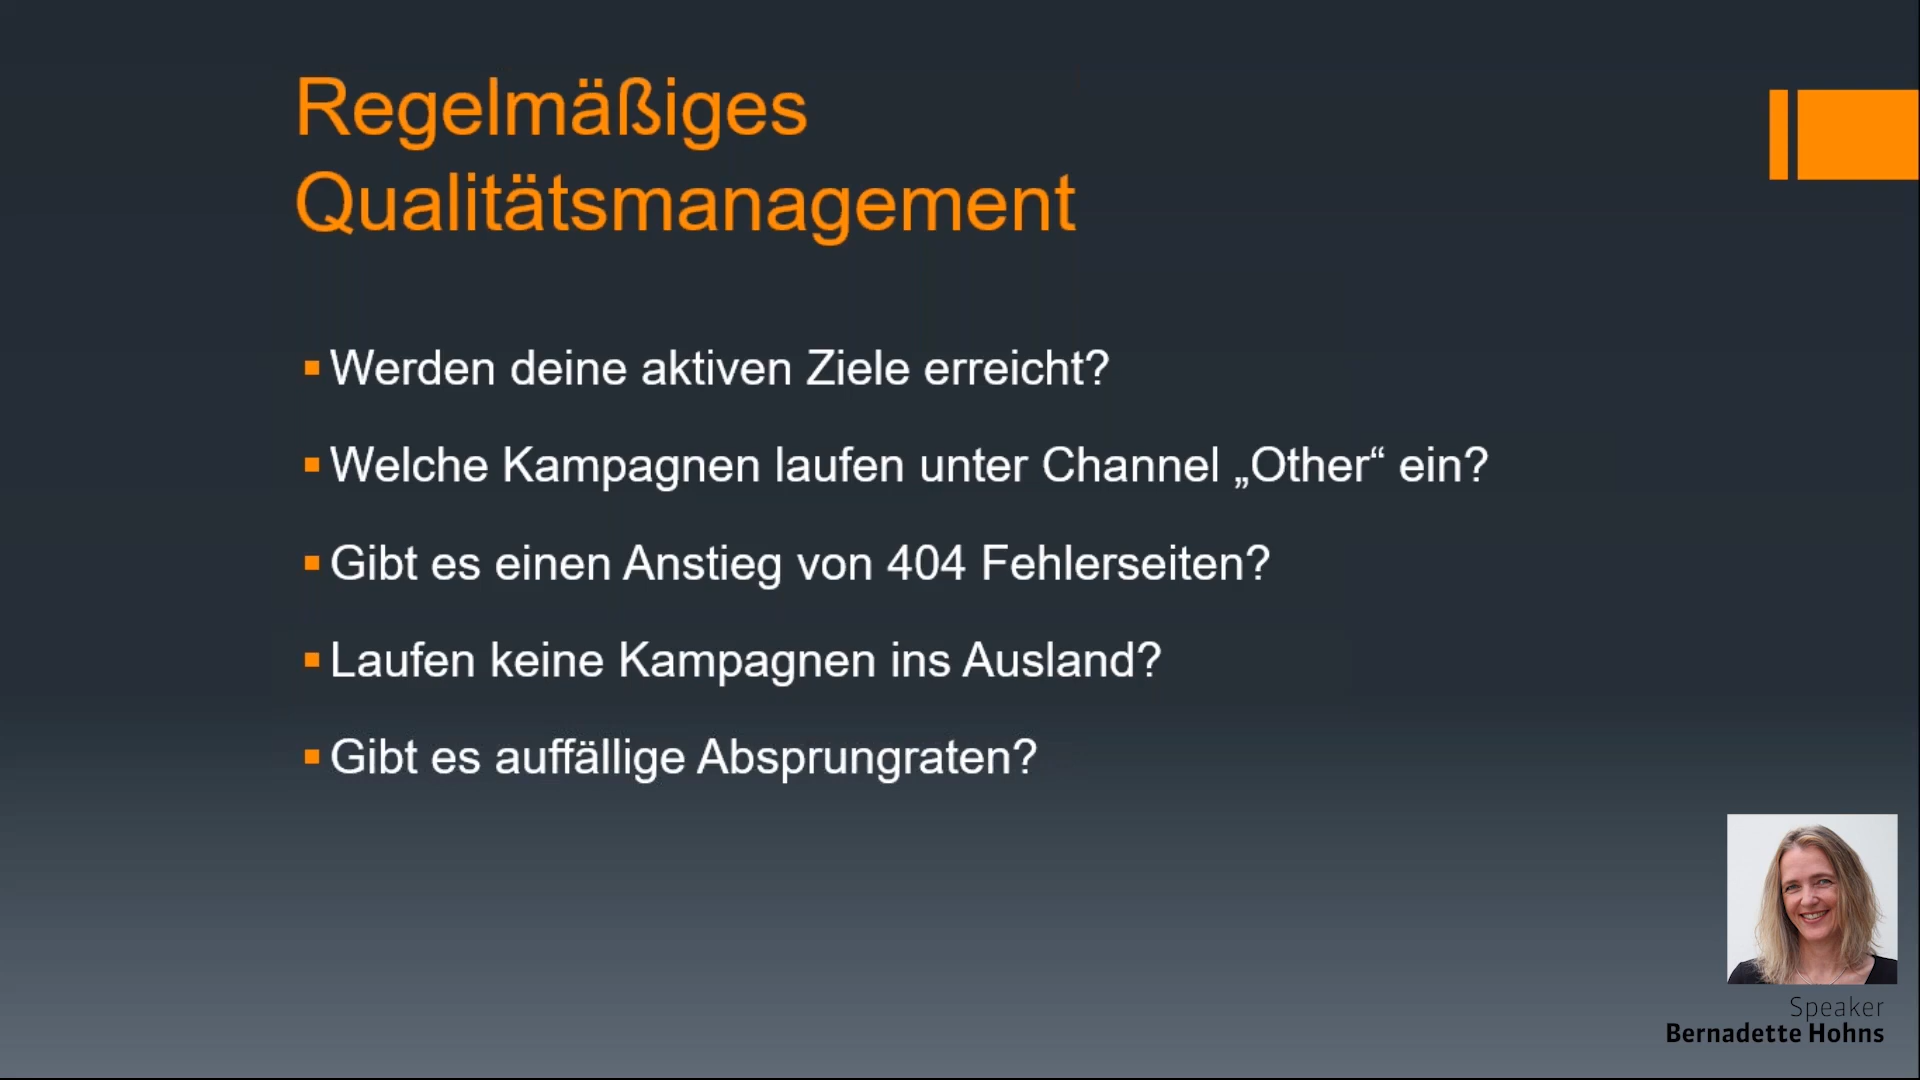 Regelmäßiges
Qualitätsmanagement
Werden deine aktiven Ziele erreicht?
Welche Kampagnen laufen unter Channel „Other“ ein?
Gibt es einen Anstieg von 404 Fehlerseiten?
Laufen keine Kampagnen ins Ausland?
Gibt es auffällige Absprungraten?
Speaker
Bernadette Hohns